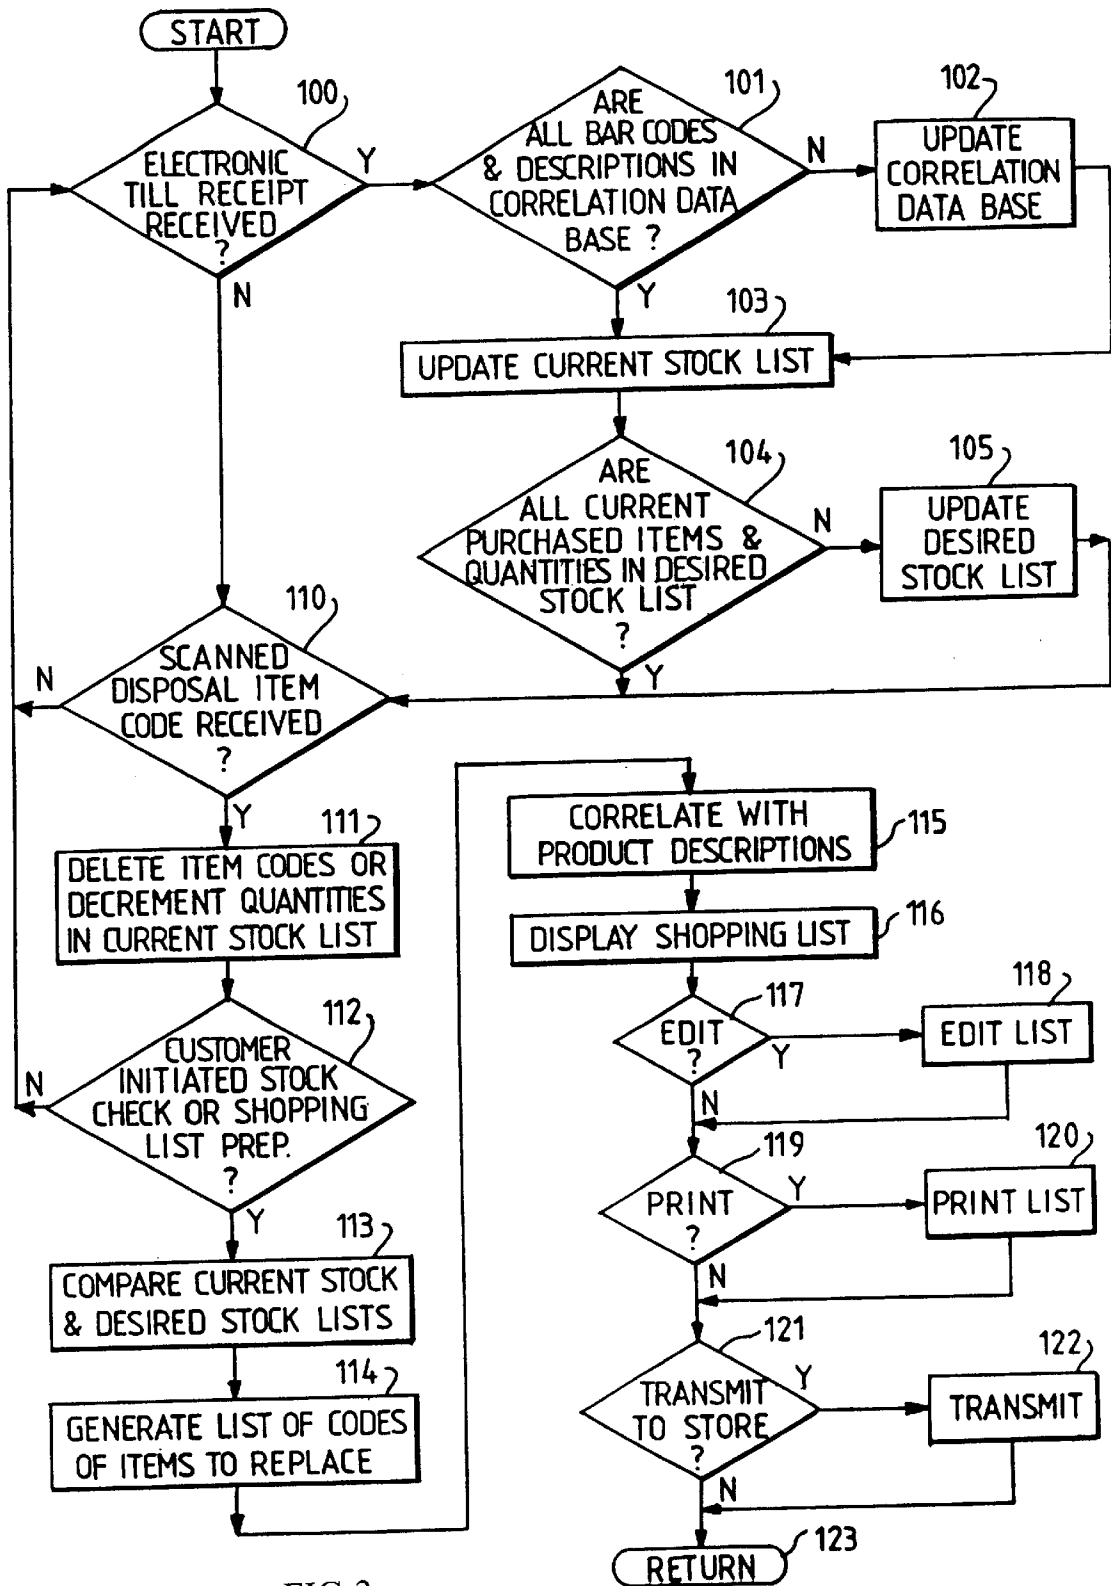 START
100
ELECTRONIC
TILL RECEIPT
RECEIVED
?
Y
N
101
ARE
ALL BAR CODES
& DESCRIPTIONS IN
CORRELATION DATA
BASE ?
N
Y
102
UPDATE
CORRELATION
DATA BASE
103
UPDATE CURRENT STOCK LIST
104
ARE
ALL CURRENT
PURCHASED ITEMS &
QUANTITIES IN DESIRED
STOCK LIST
?
N
Y
105
UPDATE
DESIRED
STOCK LIST
110
SCANNED
DISPOSAL ITEM
CODE RECEIVED
?
N
Y
111
DELETE ITEM CODES OR
DECREMENT QUANTITIES
IN CURRENT STOCK LIST
112
CUSTOMER
INITIATED STOCK
CHECK OR SHOPPING
LIST PREP.
?
N
Y
113
COMPARE CURRENT STOCK
& DESIRED STOCK LISTS
114
GENERATE LIST OF CODES
OF ITEMS TO REPLACE
CORRELATE WITH
PRODUCT DESCRIPTIONS
115
DISPLAY SHOPPING LIST
116
117
EDIT
?
Y
N
118
EDIT LIST
119
PRINT
?
Y
N
120
PRINT LIST
121
TRANSMIT
TO STORE
?
Y
N
122
TRANSMIT
RETURN
123